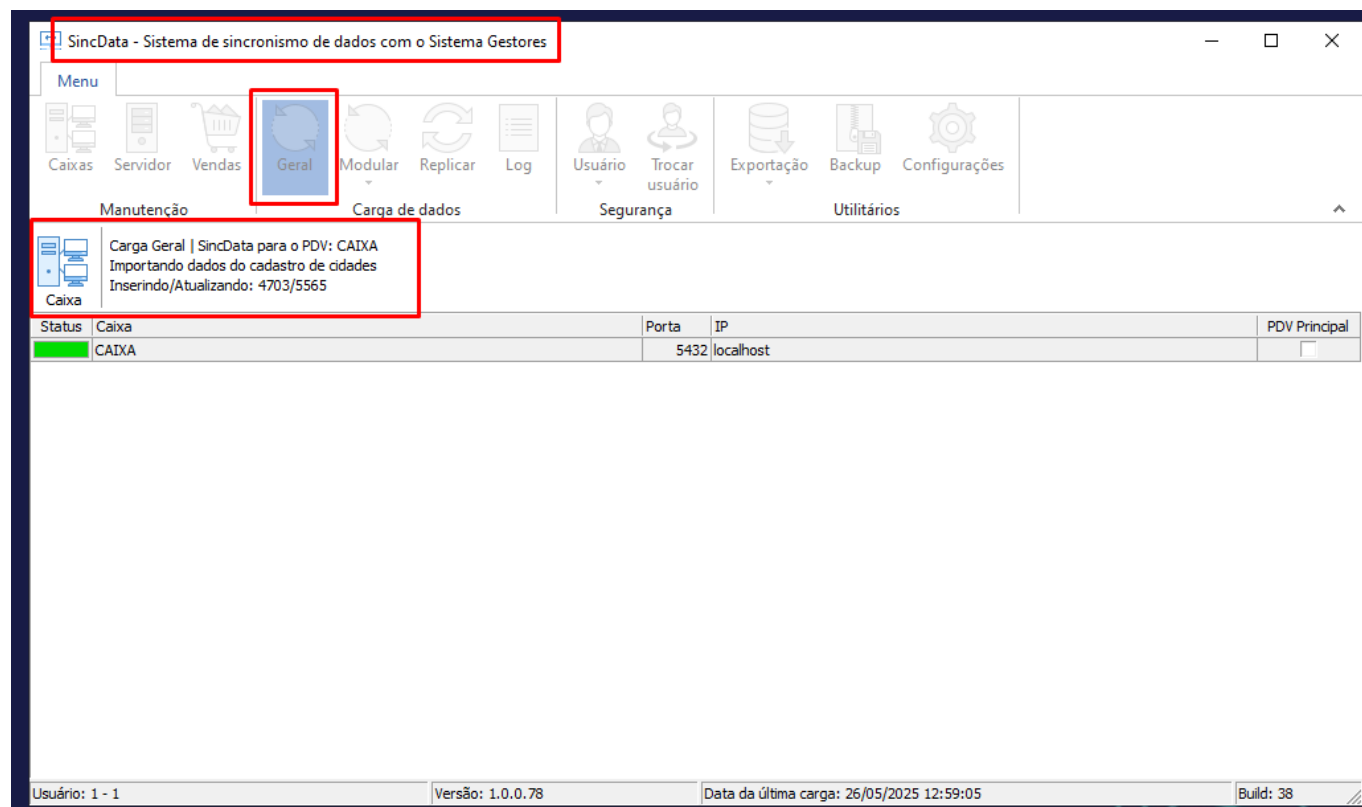 SincData - Sistema de sincronismo de dados com o Sistema Gestores
Menu
Caixas Servidor Vendas Geral Modular Replicar Log Usuário Trocar usuário Exportação Backup Configurações
Manutenção Carga de dados Segurança Utilitários
Carga Geral | SincData para o PDV: CAIXA
Importando dados do cadastro de cidades
Inserindo/Atualizando: 4703/5565
Caixa
Status Caixa Porta IP PDV Principal
CAIXA 5432 localhost
Usuário: 1 - 1 Versão: 1.0.0.78 Data da última carga: 26/05/2025 12:59:05 Build: 38